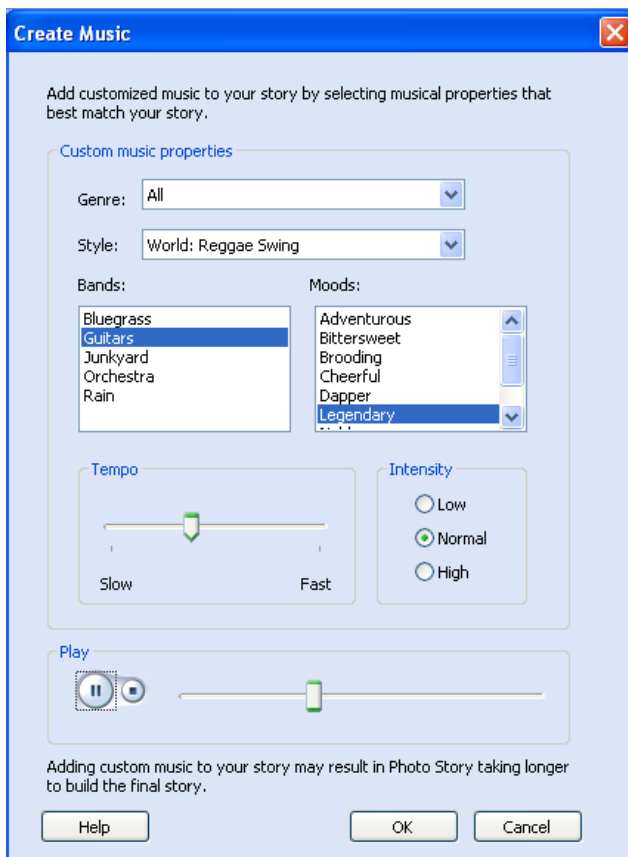 Create Music
Add customized music to your story by selecting musical properties that
best match your story.
Custom music properties
Genre: All
Style: World: Reggae Swing
Bands: Moods:
Bluegrass Adventurous
Guitars Bittersweet
Junkyard Brooding
Orchestra Cheerful
Rain Dapper
Legendary
Tempo Intensity
Low
Normal
High
Slow Fast
Play
Adding custom music to your story may result in Photo Story taking longer
to build the final story.
Help OK Cancel